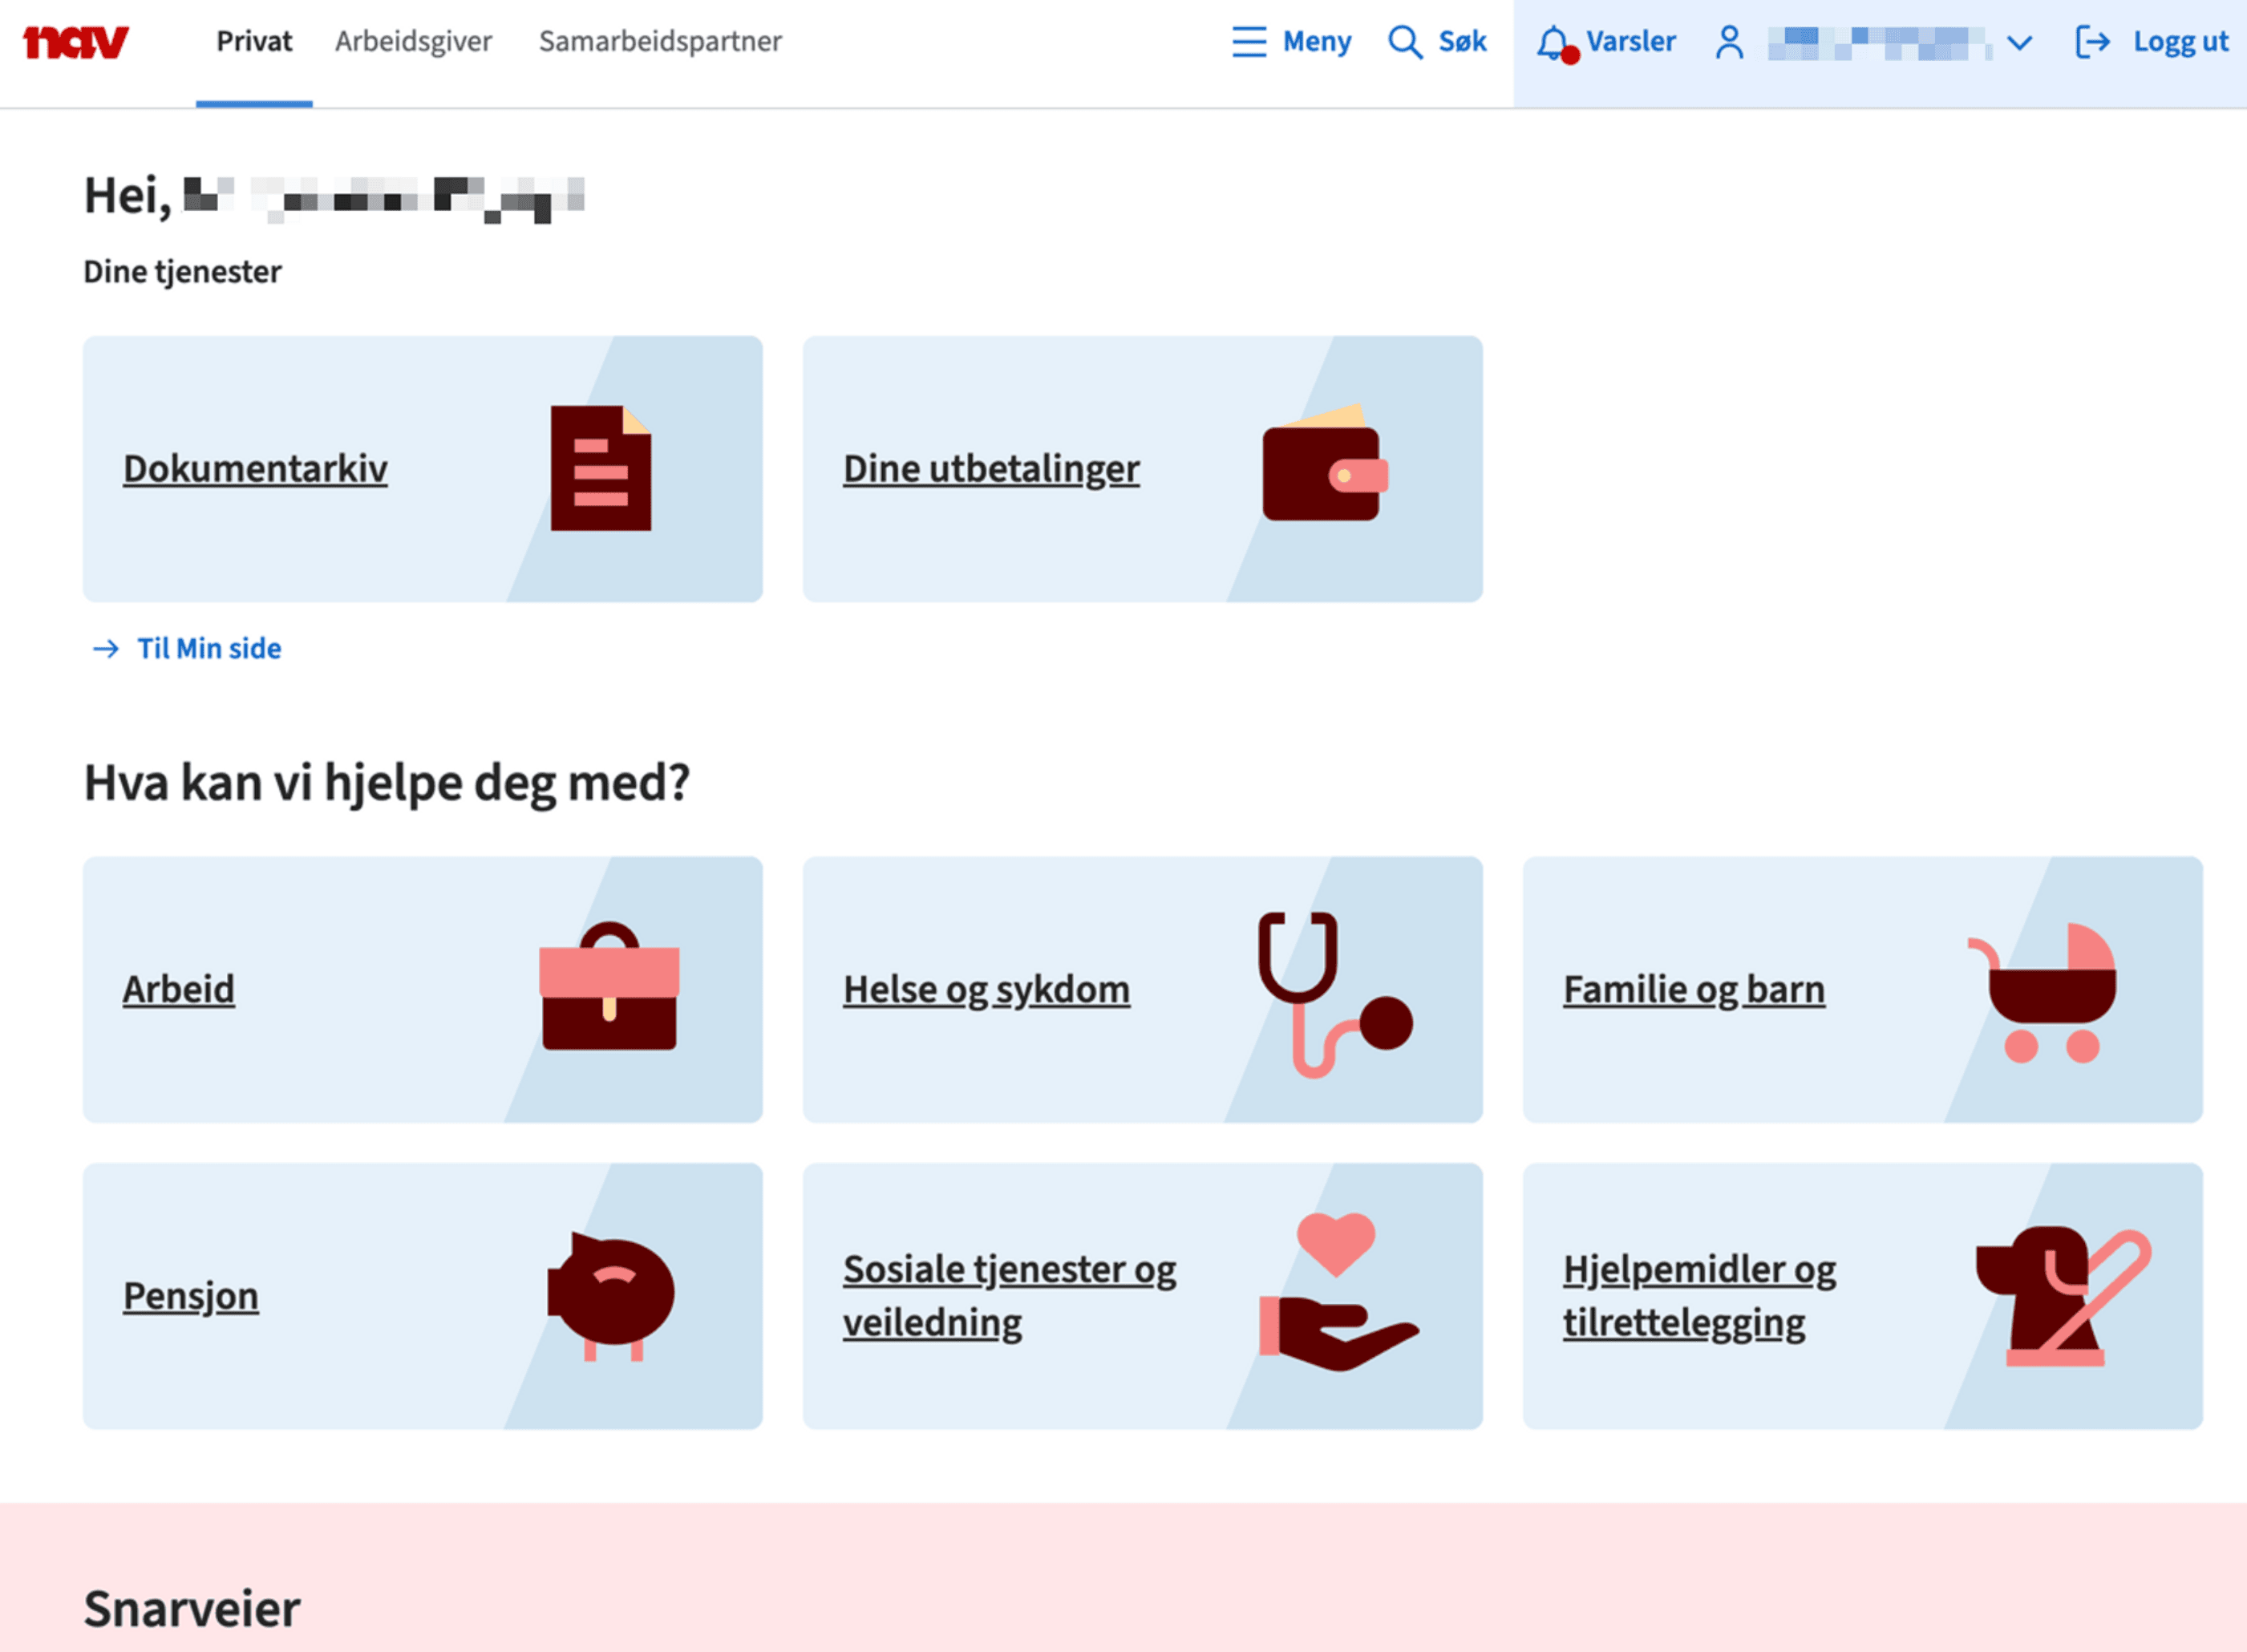 nav Privat Arbeidsgiver Samarbeidspartner Meny Søk Varsler Logg ut
Hei,
Dine tjenester
Dokumentarkiv
Dine utbetalinger
Til Min side
Hva kan vi hjelpe deg med?
Arbeid
Helse og sykdom
Familie og barn
Pensjon
Sosiale tjenester og
veiledning
Hjelpemidler og
tilrettelegging
Snarveier